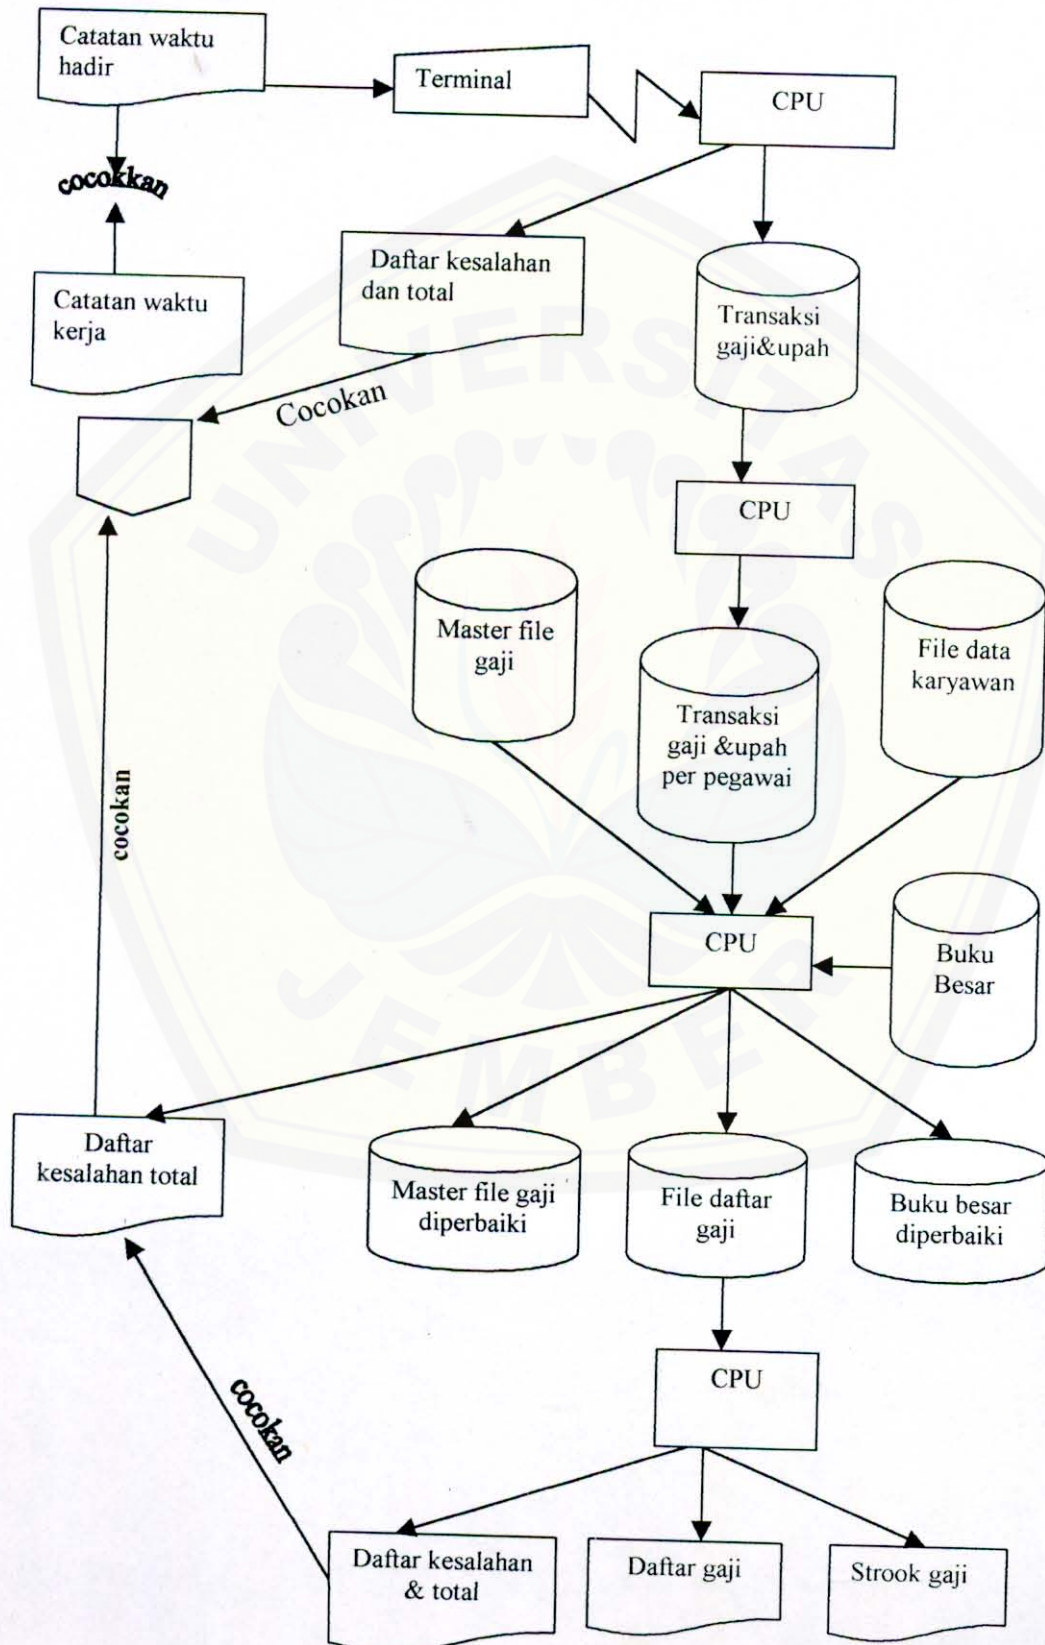 Catatan waktu
hadir
Terminal
CPU
cocokkan
Catatan waktu
kerja
Daftar kesalahan
dan total
Transaksi
gaji&upah
Cocokan
CPU
Master file
gaji
Transaksi
gaji &upah
per pegawai
File data
karyawan
cocokan
CPU
Buku
Besar
Daftar
kesalahan total
Master file gaji
diperbaiki
File daftar
gaji
Buku besar
diperbaiki
CPU
cocokan
Daftar kesalahan
& total
Daftar gaji
Strook gaji
UNIVERSITAS
JEMBER